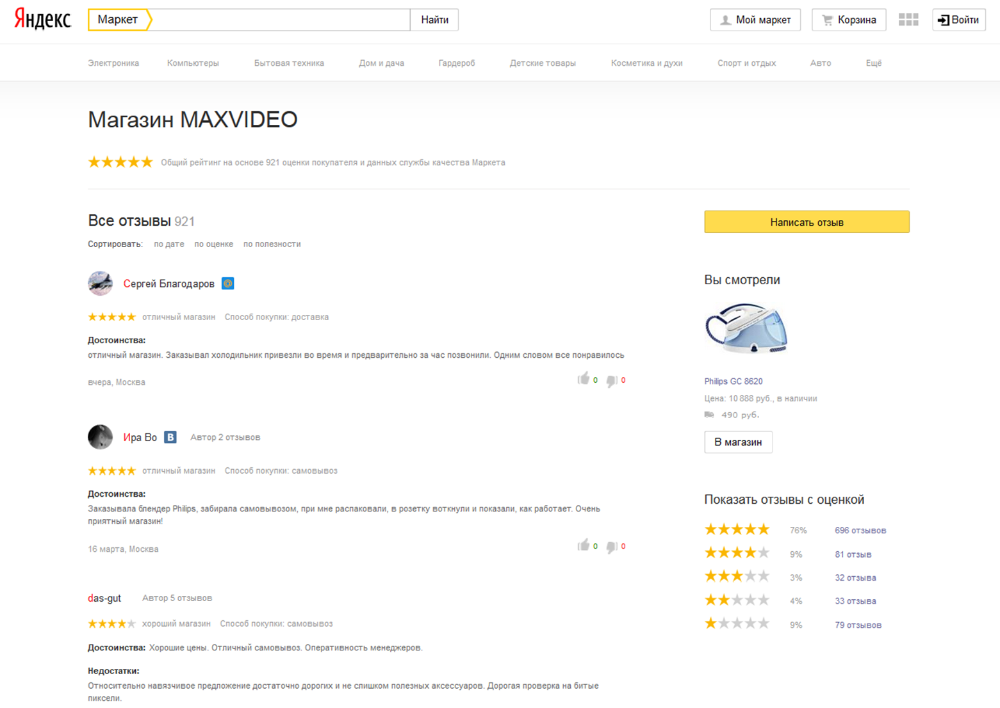 Яндекс
Маркет
Найти
Мой маркет
Корзина
Войти
Электроника
Компьютеры
Бытовая техника
Дом и дача
Гардероб
Детские товары
Косметика и духи
Спорт и отдых
Авто
Ещё
Магазин MAXVIDEO
Общий рейтинг на основе 921 оценки покупателя и данных службы качества Маркета
Все отзывы 921
Сортировать: по дате по оценке по полезности
Сергей Благодаров @
отличный магазин Способ покупки: доставка
Достоинства:
отличный магазин. Заказывал холодильник привезли во время и предварительно за час позвонили. Одним словом все понравилось
вчера, Москва
0 0
Ира Во В Автор 2 отзывов
отличный магазин Способ покупки: самовывоз
Достоинства:
Заказывала блендер Philips, забирала самовывозом, при мне распаковали, в розетку воткнули и показали, как работает. Очень
приятный магазин!
16 марта, Москва
0 0
das-gut Автор 5 отзывов
хороший магазин Способ покупки: самовывоз
Достоинства: Хорошие цены. Отличный самовывоз. Оперативность менеджеров.
Недостатки:
Относительно навязчивое предложение достаточно дорогих и не слишком полезных аксессуаров. Дорогая проверка на битые
пиксели.
Написать отзыв
Вы смотрели
Philips GC 8620
Цена: 10 888 руб., в наличии
490 руб.
В магазин
Показать отзывы с оценкой
76% 696 отзывов
9% 81 отзыв
3% 32 отзыва
4% 33 отзыва
9% 79 отзывов